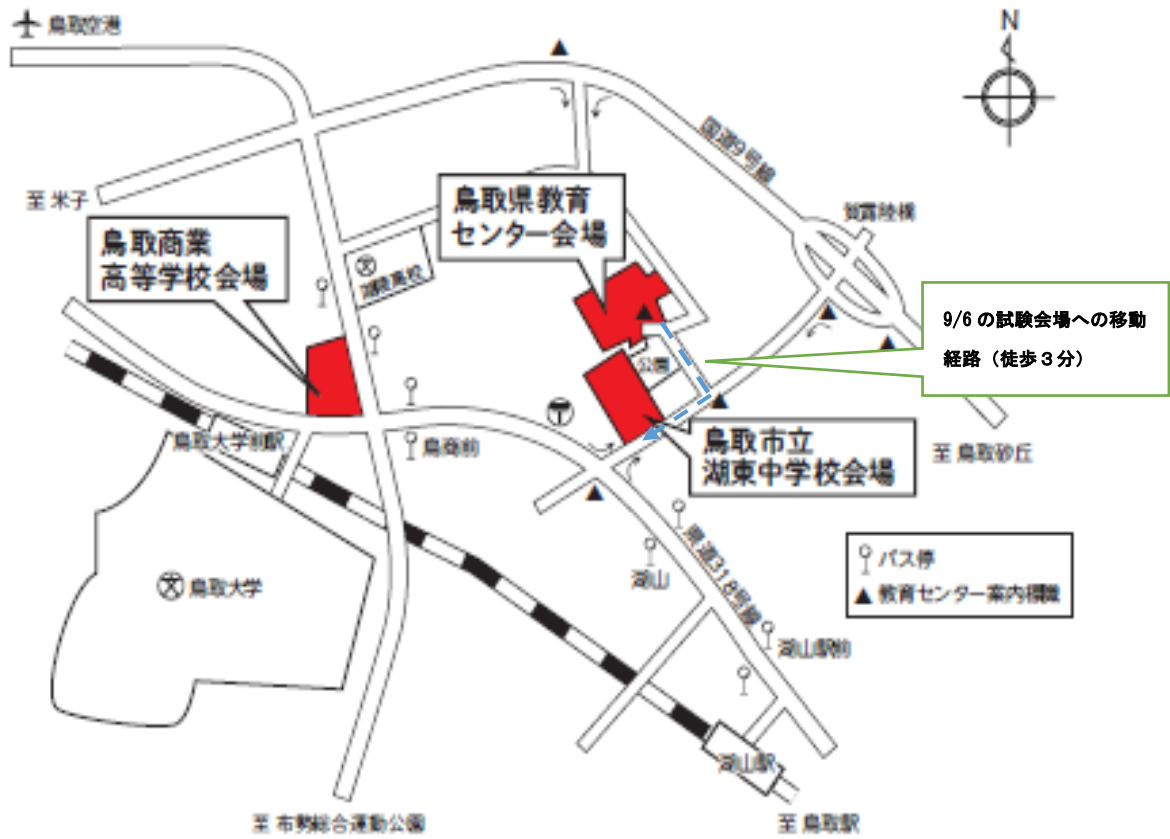 鳥取空港
N
国道9号線
至 米子
鳥取県教育
センター会場
賀露陸橋
鳥取商業
高等学校会場
湖陵高校
9/6 の試験会場への移動
経路（徒歩３分）
公園
鳥取大学前駅
鳥商前
鳥取市立
湖東中学校会場
至 鳥取砂丘
県道318号線
湖山
バス停
教育センター案内標識
文 鳥取大学
湖山駅前
湖山駅
至 布勢総合運動公園
至 鳥取駅